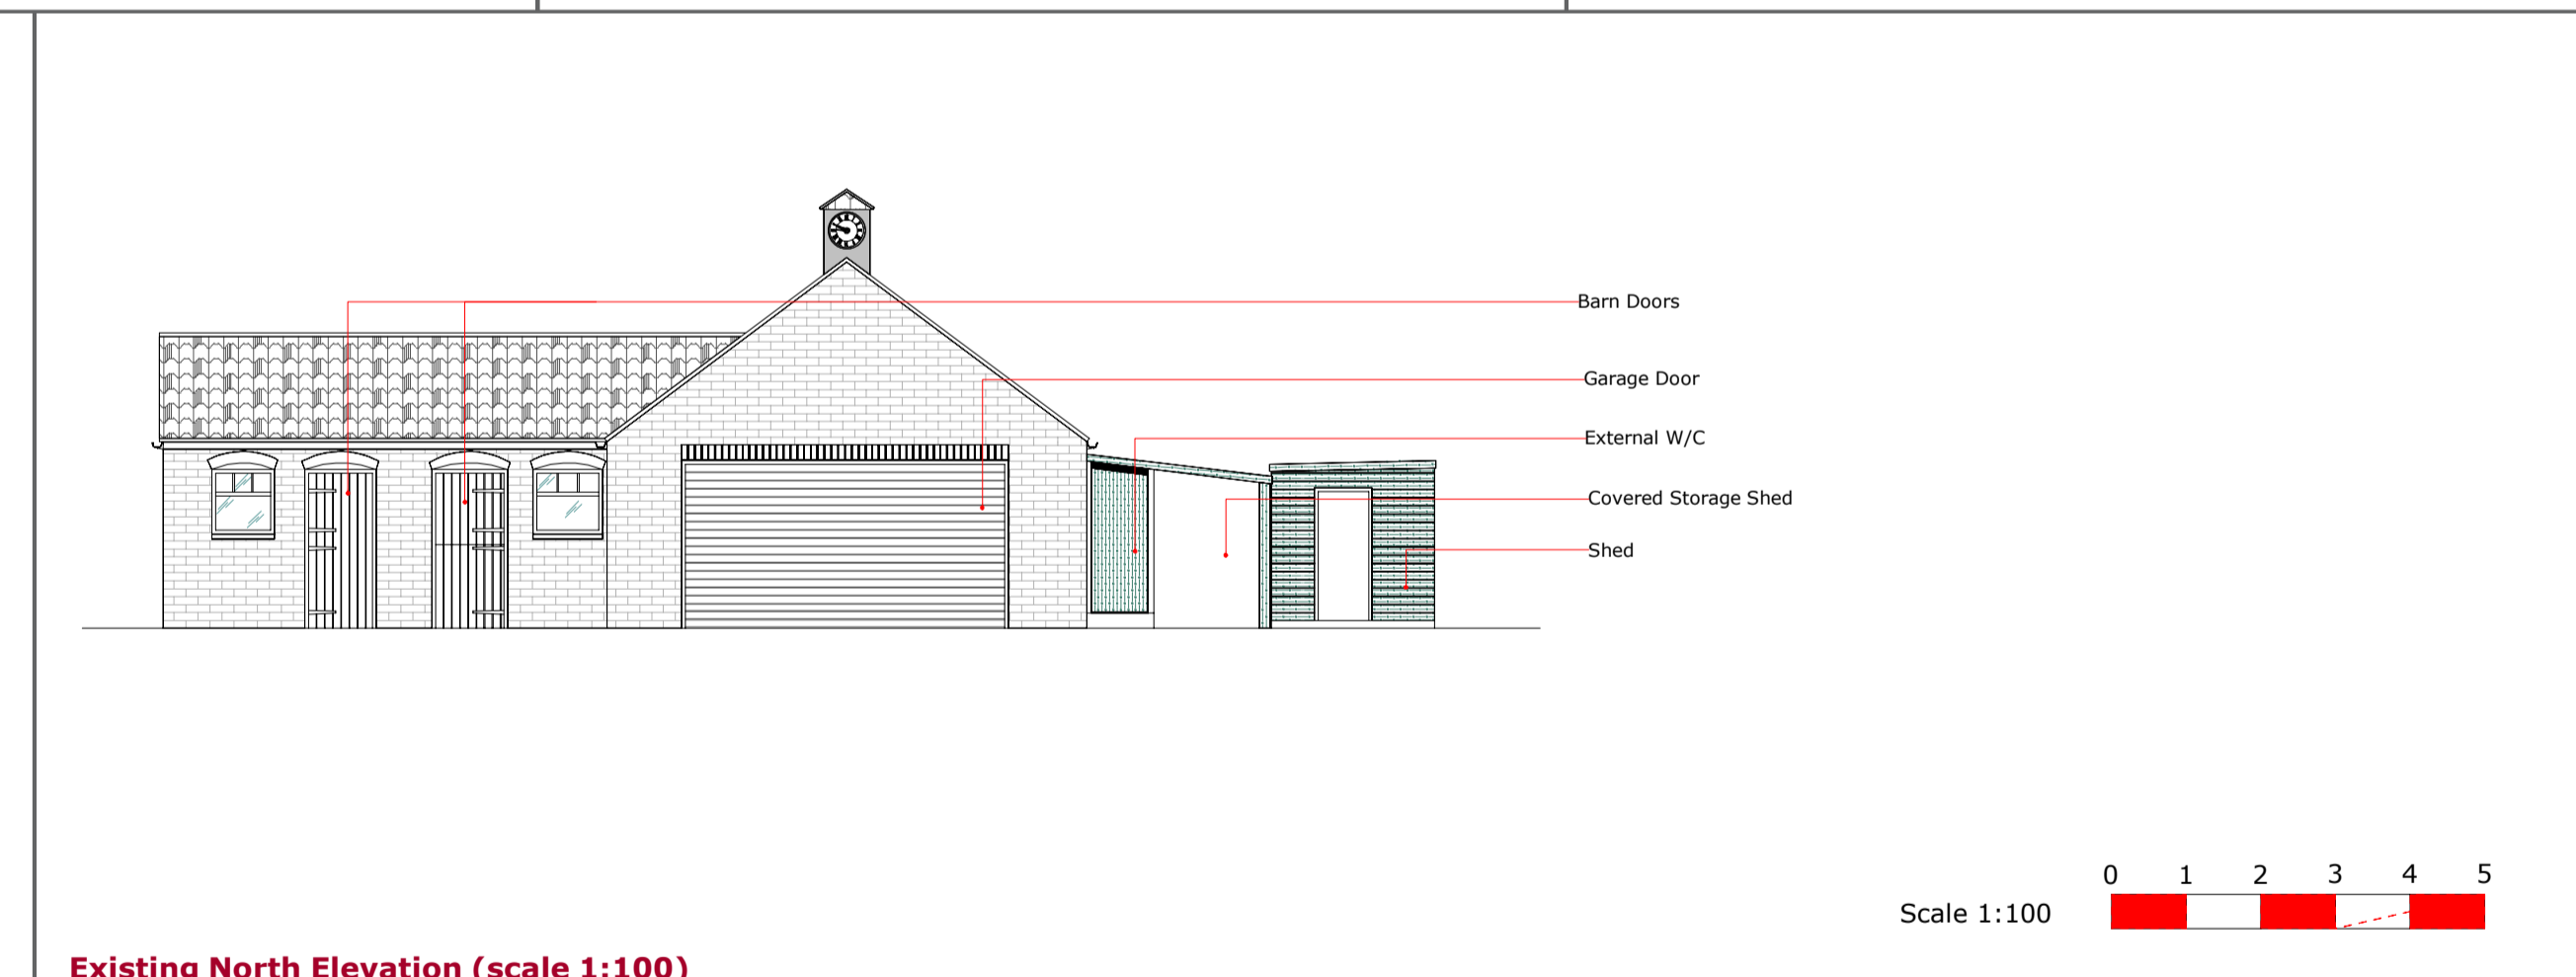 Barn Doors
Garage Door
External W/C
Covered Storage Shed
Shed
0 1 2 3 4 5
Scale 1:100
Existing North Elevation (scale 1:100)